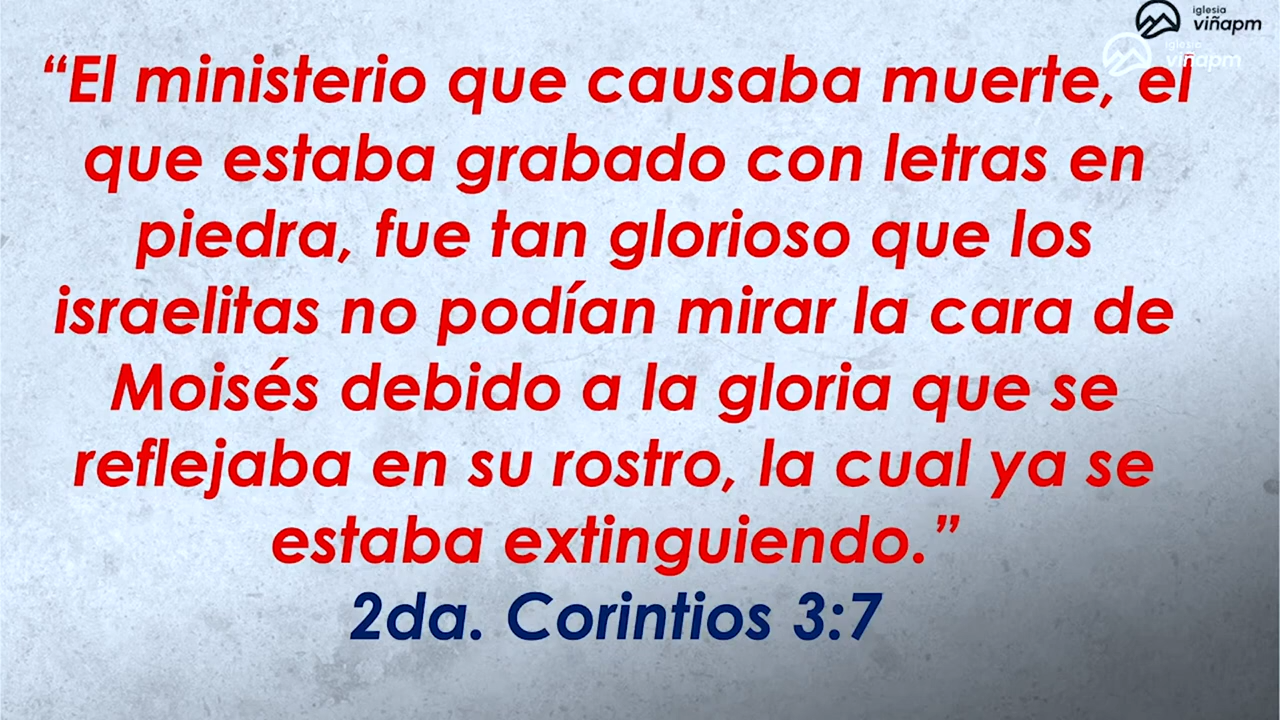 iglesia
viñapm
iglesia
viñapm
“El ministerio que causaba muerte, el
que estaba grabado con letras en
piedra, fue tan glorioso que los
israelitas no podían mirar la cara de
Moisés debido a la gloria que se
reflejaba en su rostro, la cual ya se
estaba extinguiendo.”
2da. Corintios 3:7